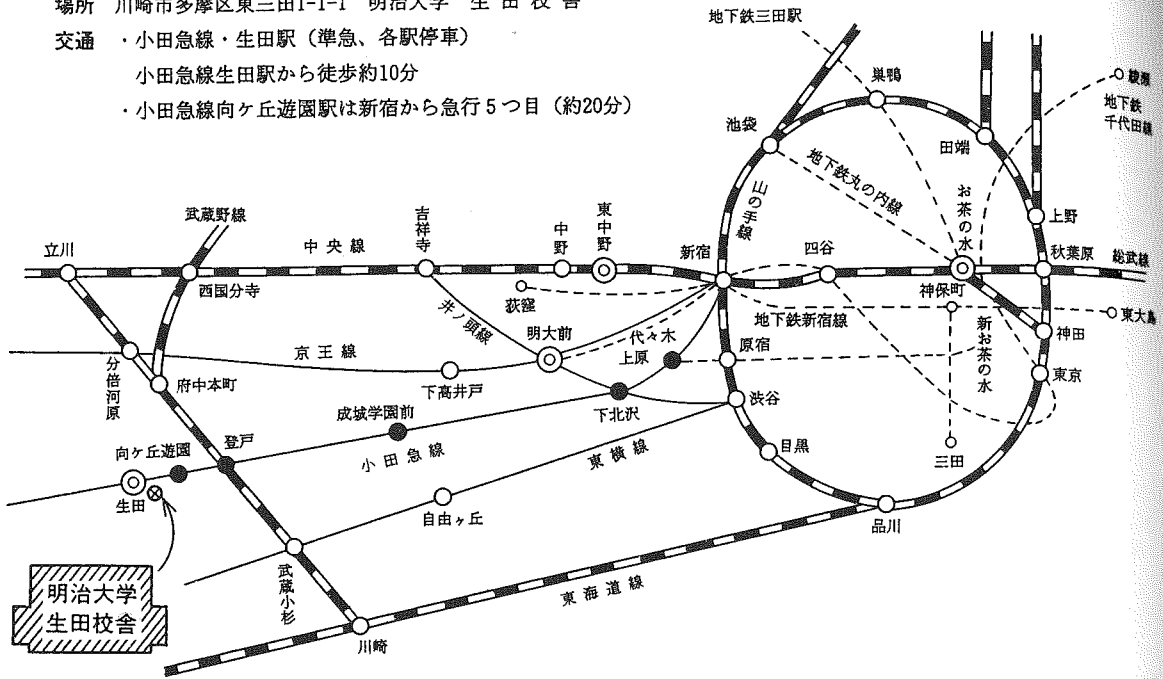 場所 川崎市多摩区東三田1-1-1 明治大学 生田校舎
交通 ・小田急線・生田駅（準急、各駅停車）
小田急線生田駅から徒歩約10分
・小田急線向ケ丘遊園駅は新宿から急行5つ目（約20分）
地下鉄三田駅
巣鴨
綾瀬
地下鉄
千代田線
池袋
田端
地下鉄丸の内線
山の手線
お茶の水
上野
武蔵野線
吉祥寺
中野
東中野
立川
中央線
新宿
四谷
秋葉原
総武線
西国分寺
荻窪
神保町
井ノ頭線
明大前
代々木
上原
地下鉄新宿線
東大島
新お茶の水
神田
京王線
原宿
分倍河原
府中本町
下高井戸
東京
成城学園前
下北沢
渋谷
向ケ丘遊園
登戸
小田急線
東横線
目黒
三田
生田
自由ヶ丘
品川
武蔵小杉
東海道線
明治大学
生田校舎
川崎